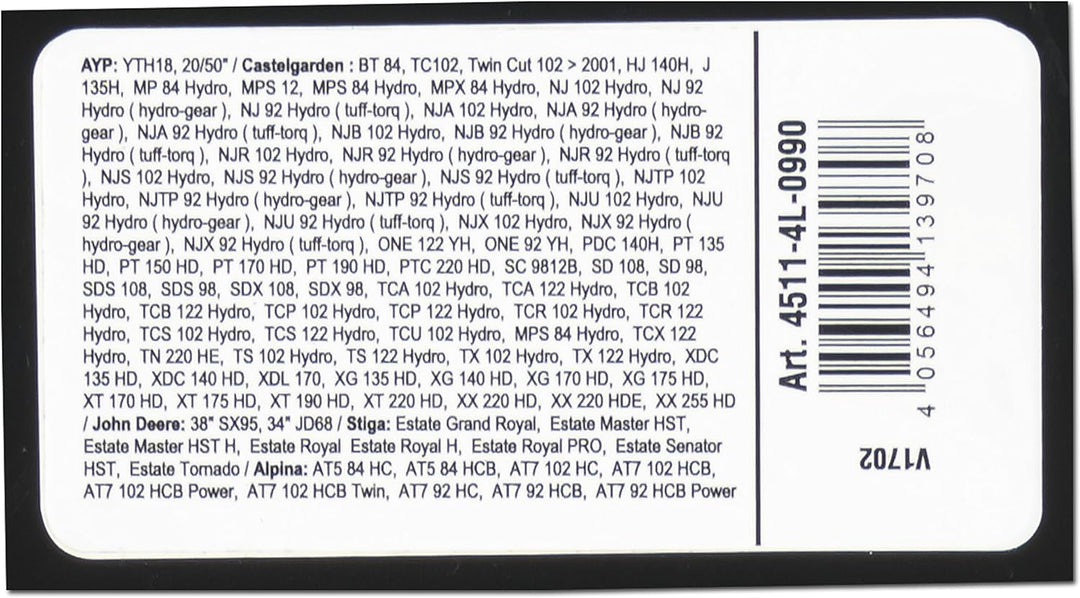 AYP: YTH18, 20/50" / Castelgarden : BT 84, TC102, Twin Cut 102 > 2001, HJ 140H, J
135H, MP 84 Hydro, MPS 12, MPS 84 Hydro, MPX 84 Hydro, NJ 102 Hydro, NJ 92
Hydro ( hydro-gear ), NJ 92 Hydro ( tuff-torq ), NJA 102 Hydro, NJA 92 Hydro ( hydro-
gear ), NJA 92 Hydro ( tuff-torq ), NJB 102 Hydro, NJB 92 Hydro ( hydro-gear ), NJB 92
Hydro ( tuff-torq ), NJR 102 Hydro, NJR 92 Hydro ( hydro-gear ), NJR 92 Hydro ( tuff-torq
), NJS 102 Hydro, NJS 92 Hydro ( hydro-gear ), NJS 92 Hydro ( tuff-torq ), NJTP 102
Hydro, NJTP 92 Hydro ( hydro-gear ), NJTP 92 Hydro ( tuff-torq ), NJU 102 Hydro, NJU
92 Hydro ( hydro-gear ), NJU 92 Hydro ( tuff-torq ), NJX 102 Hydro, NJX 92 Hydro (
hydro-gear ), NJX 92 Hydro ( tuff-torq ), ONE 122 YH, ONE 92 YH, PDC 140H, PT 135
HD, PT 150 HD, PT 170 HD, PT 190 HD, PTC 220 HD, SC 9812B, SD 108, SD 98,
SDS 108, SDS 98, SDX 108, SDX 98, TCA 102 Hydro, TCA 122 Hydro, TCB 102
Hydro, TCB 122 Hydro, TCP 102 Hydro, TCP 122 Hydro, TCR 102 Hydro, TCR 122
Hydro, TCS 102 Hydro, TCS 122 Hydro, TCU 102 Hydro, MPS 84 Hydro, TCX 122
Hydro, TN 220 HE, TS 102 Hydro, TS 122 Hydro, TX 102 Hydro, TX 122 Hydro, XDC
135 HD, XDC 140 HD, XDL 170, XG 135 HD, XG 140 HD, XG 170 HD, XG 175 HD,
XT 170 HD, XT 175 HD, XT 190 HD, XT 220 HD, XX 220 HD, XX 220 HDE, XX 255 HD
/ John Deere: 38" SX95, 34" JD68 / Stiga: Estate Grand Royal, Estate Master HST,
Estate Master HST H, Estate Royal Estate Royal H, Estate Royal PRO, Estate Senator
HST, Estate Tornado / Alpina: AT5 84 HC, AT5 84 HCB, AT7 102 HC, AT7 102 HCB,
AT7 102 HCB Power, AT7 102 HCB Twin, AT7 92 HC, AT7 92 HCB, AT7 92 HCB Power
Art. 4511-4L-0990
4 056494 139708
V1702